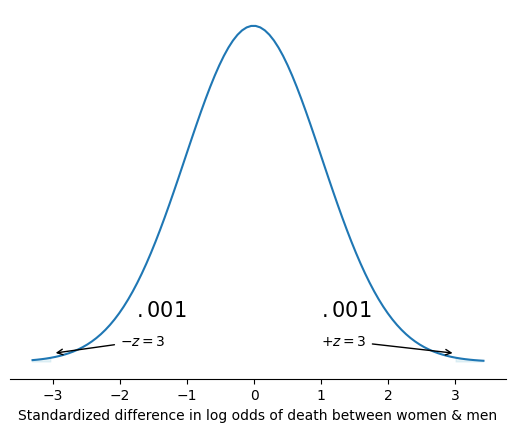 .001 .001
−z = 3 +z = 3
−3 −2 −1 0 1 2 3
Standardized difference in log odds of death between women & men